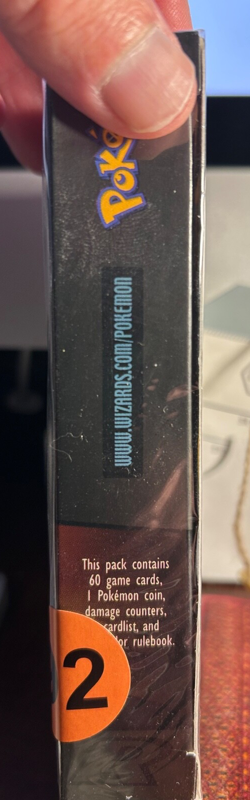 POK
WWW.WIZARDS.COM/POKEMON
This pack contains
60 game cards,
1 Pokémon coin,
damage counters,
cardlist, and
rulebook.
2